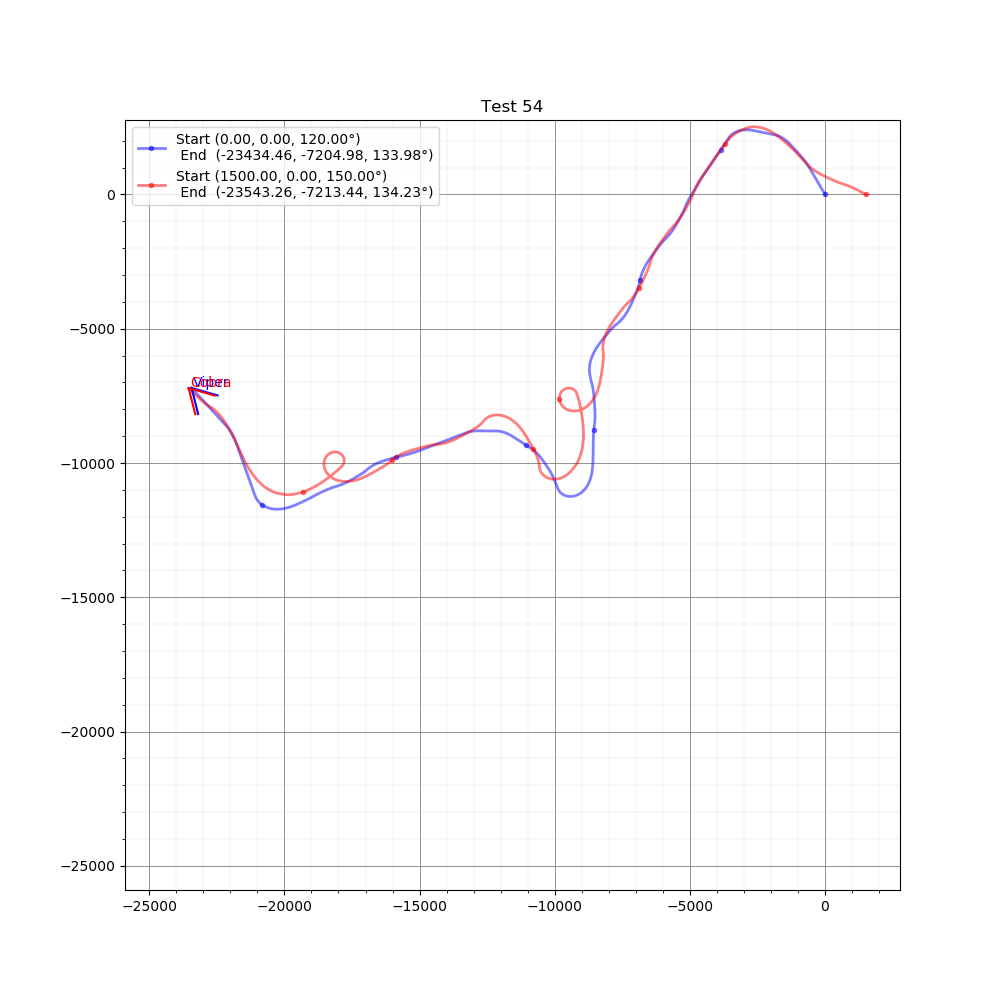 Test 54
Start (0.00, 0.00, 120.00°)
End (-23434.46, -7204.98, 133.98°)
Start (1500.00, 0.00, 150.00°)
End (-23543.26, -7213.44, 134.23°)
0
−5000
−10000
−15000
−20000
−25000
Viper
Cobra
−25000 −20000 −15000 −10000 −5000 0